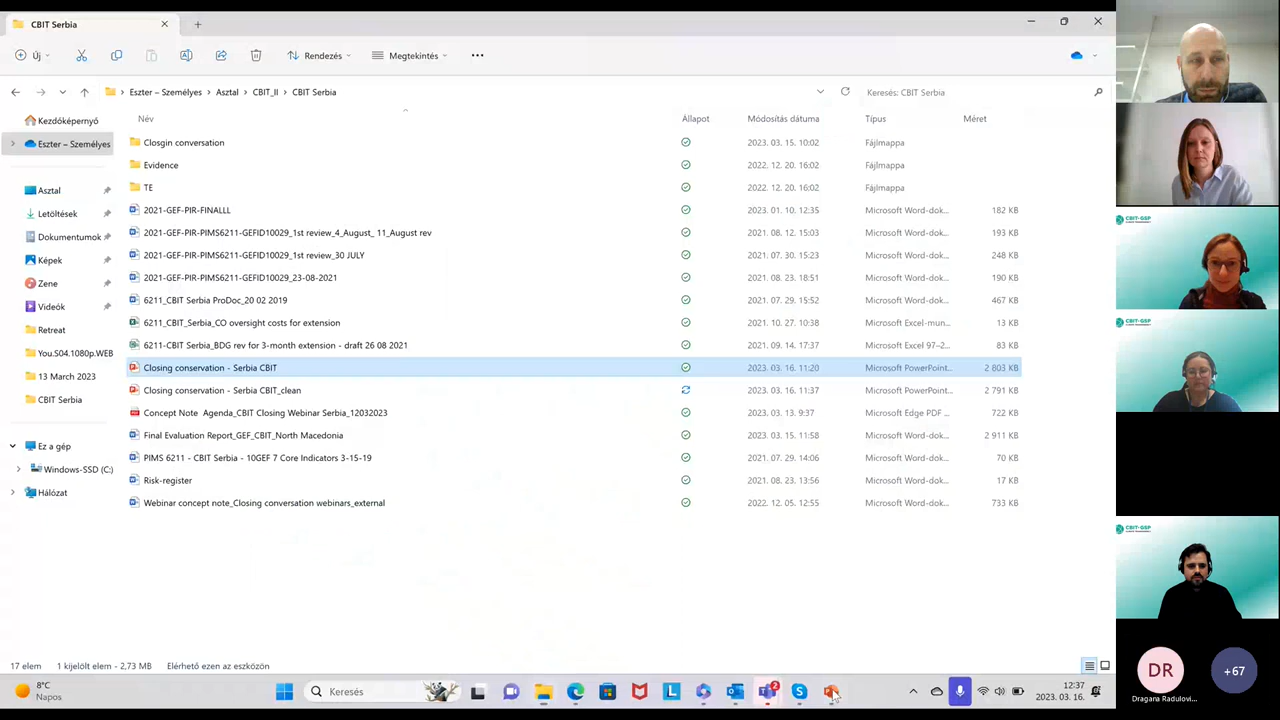 CBIT Serbia
Új
Rendezés
Megtekintés
Eszter – Személyes > Asztal > CBIT_II > CBIT Serbia
Keresés: CBIT Serbia
Név Állapot Módosítás dátuma Típus Méret
Kezdőképernyő
Eszter – Személyes
Asztal
Letöltések
Dokumentumok
Képek
Zene
Videók
Retreat
You.S04.1080p.WEB
13 March 2023
CBIT Serbia
Ez a gép
Windows-SSD (C:)
Hálózat
Closgin conversation 2023. 03. 15. 10:02 Fájlmappa
Evidence 2022. 12. 20. 16:02 Fájlmappa
TE 2022. 12. 20. 16:02 Fájlmappa
2021-GEF-PIR-FINALLL 2023. 01. 10. 12:35 Microsoft Word-dok... 182 KB
2021-GEF-PIR-PIMS6211-GEFID10029_1st review_4_August_ 11_August rev 2021. 08. 12. 15:03 Microsoft Word-dok... 193 KB
2021-GEF-PIR-PIMS6211-GEFID10029_1st review_30 JULY 2021. 07. 30. 15:23 Microsoft Word-dok... 248 KB
2021-GEF-PIR-PIMS6211-GEFID10029_23-08-2021 2021. 08. 23. 18:51 Microsoft Word-dok... 190 KB
6211_CBIT Serbia ProDoc_20 02 2019 2021. 07. 29. 15:52 Microsoft Word-dok... 467 KB
6211_CBIT_Serbia_CO oversight costs for extension 2021. 10. 27. 10:38 Microsoft Excel-mun... 13 KB
6211-CBIT Serbia_BDG rev for 3-month extension - draft 26 08 2021 2021. 09. 14. 17:37 Microsoft Excel 97–2... 83 KB
Closing conservation - Serbia CBIT 2023. 03. 16. 11:20 Microsoft PowerPoint... 2 803 KB
Closing conservation - Serbia CBIT_clean 2023. 03. 16. 11:37 Microsoft PowerPoint... 2 791 KB
Concept Note Agenda_CBIT Closing Webinar Serbia_12032023 2023. 03. 13. 9:37 Microsoft Edge PDF ... 722 KB
Final Evaluation Report_GEF_CBIT_North Macedonia 2023. 03. 15. 11:58 Microsoft Word-dok... 2 911 KB
PIMS 6211 - CBIT Serbia - 10GEF 7 Core Indicators 3-15-19 2021. 07. 29. 14:06 Microsoft Word-dok... 70 KB
Risk-register 2021. 08. 23. 13:56 Microsoft Word-dok... 17 KB
Webinar concept note_Closing conversation webinars_external 2022. 12. 05. 12:55 Microsoft Word-dok... 733 KB
17 elem 1 kijelölt elem – 2,73 MB Elérhető ezen az eszközön
8°C
Napos
Keresés
2
12:37
2023. 03. 16.
CBIT-GSP
CBIT-GSP
CBIT-GSP
DR
+67
Dragana Radulovi...